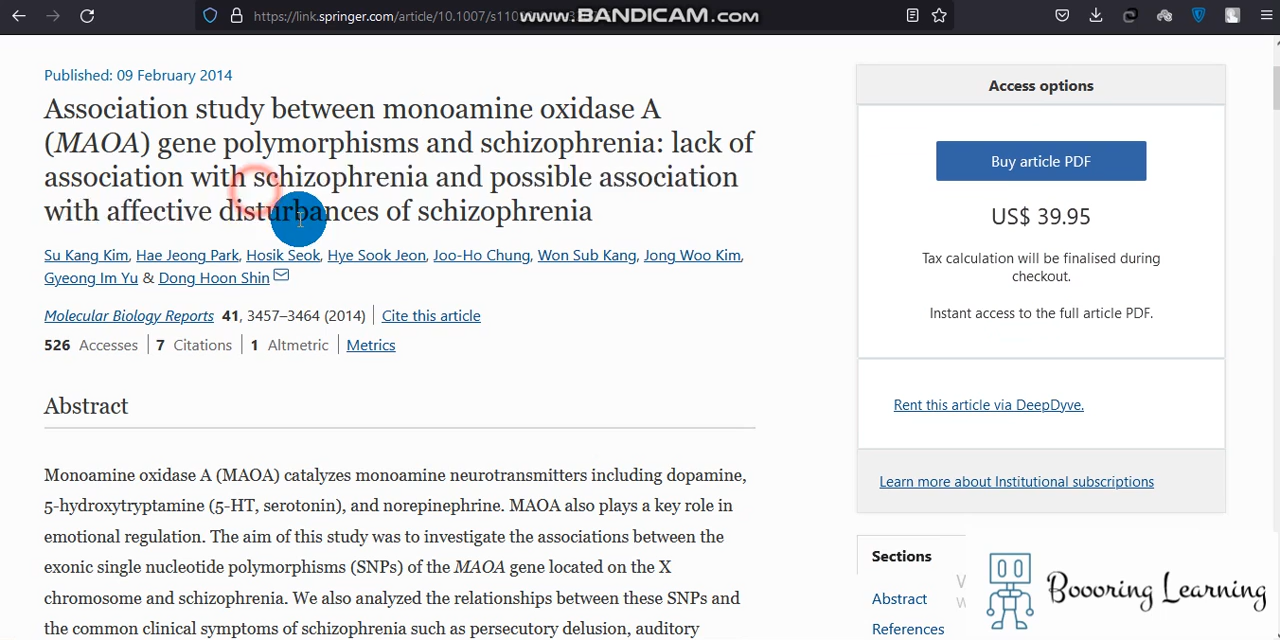 https://link.springer.com/article/10.1007/s110
www.BANDICAM.com
Published: 09 February 2014
Association study between monoamine oxidase A
(MAOA) gene polymorphisms and schizophrenia: lack of
association with schizophrenia and possible association
with affective disturbances of schizophrenia
Su Kang Kim, Hae Jeong Park, Hosik Seok, Hye Sook Jeon, Joo-Ho Chung, Won Sub Kang, Jong Woo Kim,
Gyeong Im Yu & Dong Hoon Shin
Molecular Biology Reports 41, 3457–3464 (2014) Cite this article
526 Accesses 7 Citations 1 Altmetric Metrics
Abstract
Monoamine oxidase A (MAOA) catalyzes monoamine neurotransmitters including dopamine,
5-hydroxytryptamine (5-HT, serotonin), and norepinephrine. MAOA also plays a key role in
emotional regulation. The aim of this study was to investigate the associations between the
exonic single nucleotide polymorphisms (SNPs) of the MAOA gene located on the X
chromosome and schizophrenia. We also analyzed the relationships between these SNPs and
the common clinical symptoms of schizophrenia such as persecutory delusion, auditory
Access options
Buy article PDF
US$ 39.95
Tax calculation will be finalised during
checkout.
Instant access to the full article PDF.
Rent this article via DeepDyve.
Learn more about Institutional subscriptions
Sections
Abstract
References
Boooring Learning